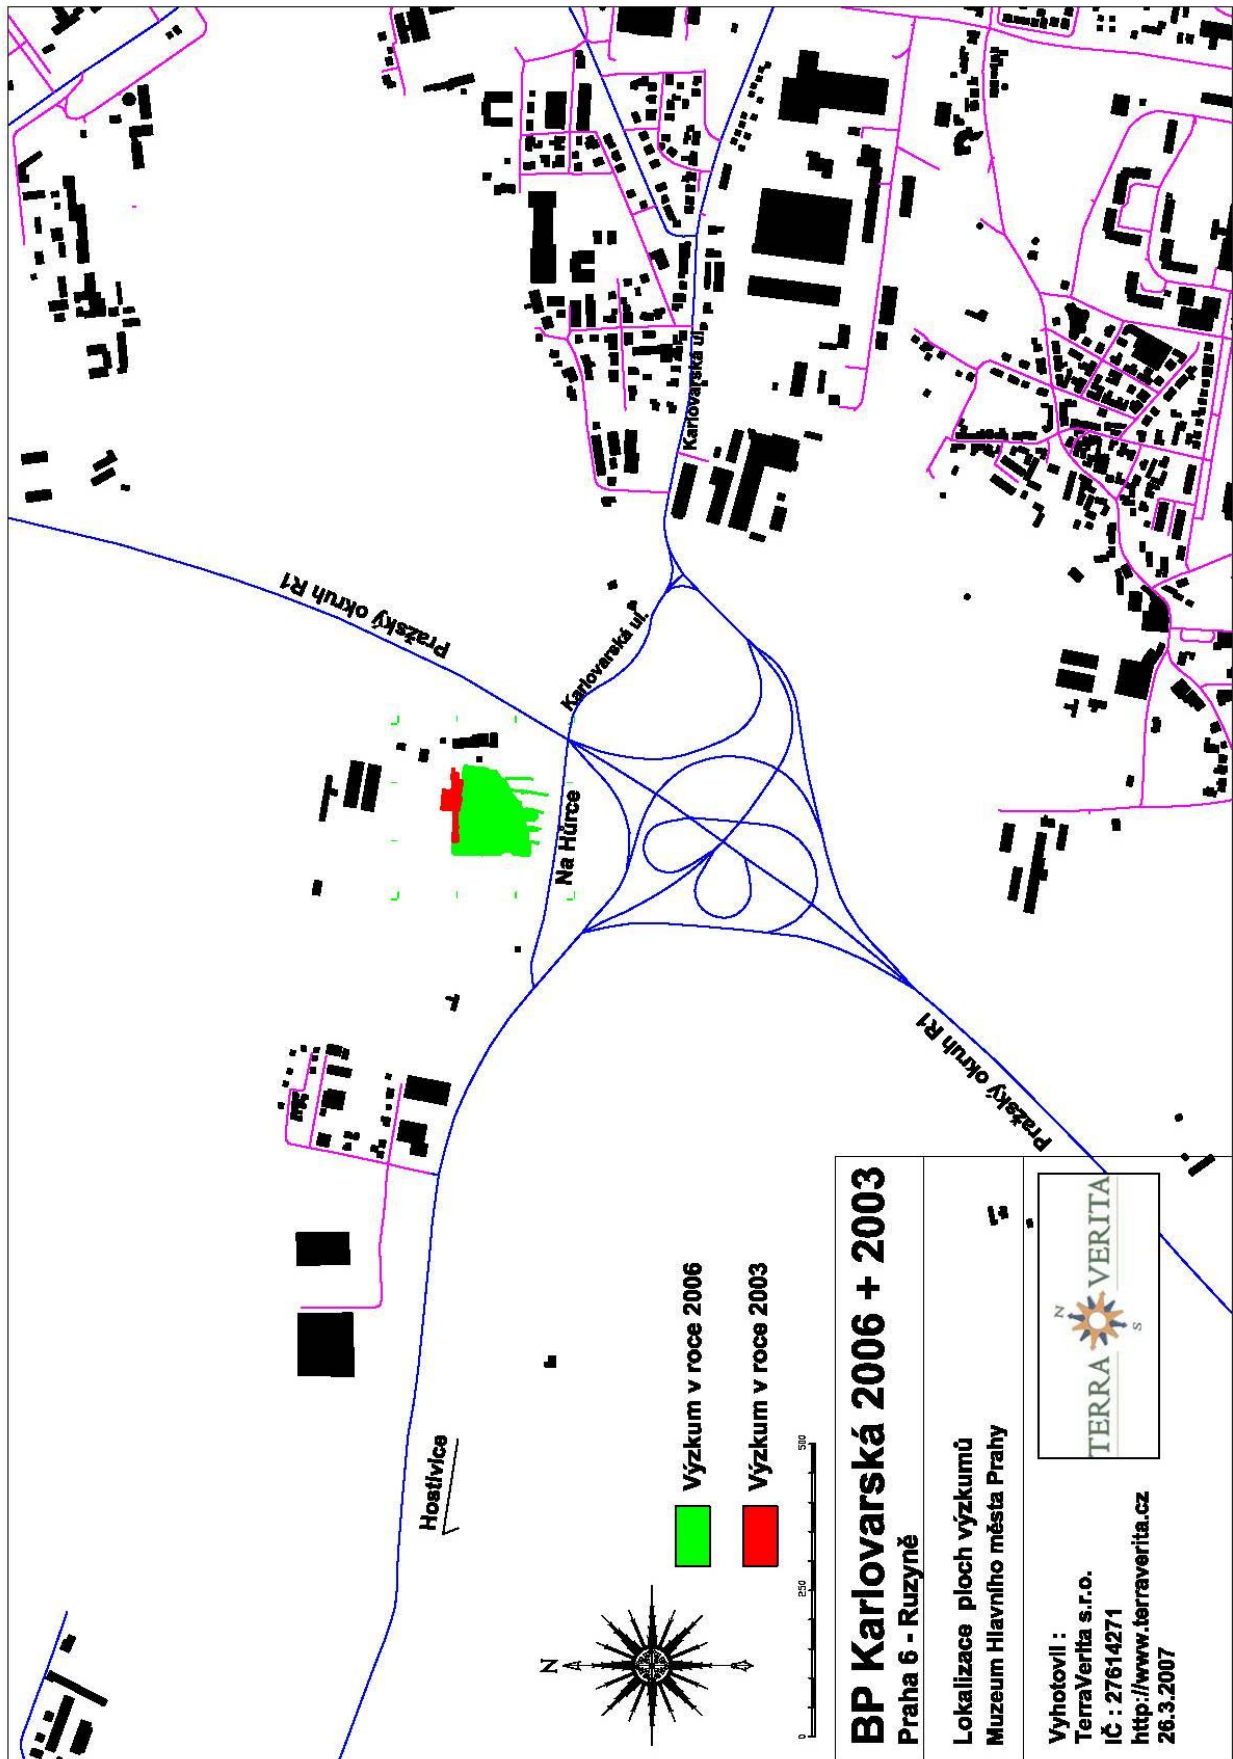 Pražský okruh R1
Karlovarská ul.
Karlovarská ul.
Na Hůrce
Pražský okruh R1
Hostivice
N
Výzkum v roce 2006
Výzkum v roce 2003
0 250 500
BP Karlovarská 2006 + 2003
Praha 6 - Ruzyně
Lokalizace ploch výzkumů
Muzeum Hlavního města Prahy
Vyhotovil :
TerraVerita s.r.o.
IČ : 27614271
http://www.terraverita.cz
26.3.2007
TERRA VERITA
N
S